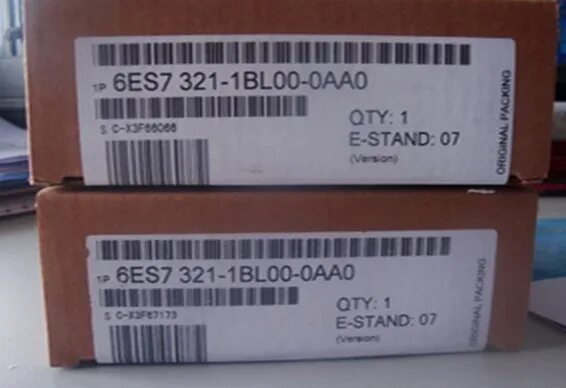 1P 6ES7 321-1BL00-0AA0
S C-X3F66066
QTY: 1
E-STAND: 07
(Version)
ORIGINAL PACKING
1P 6ES7 321-1BL00-0AA0
S C-X3F67173
QTY: 1
E-STAND: 07
(Version)
ORIGINAL PACKING